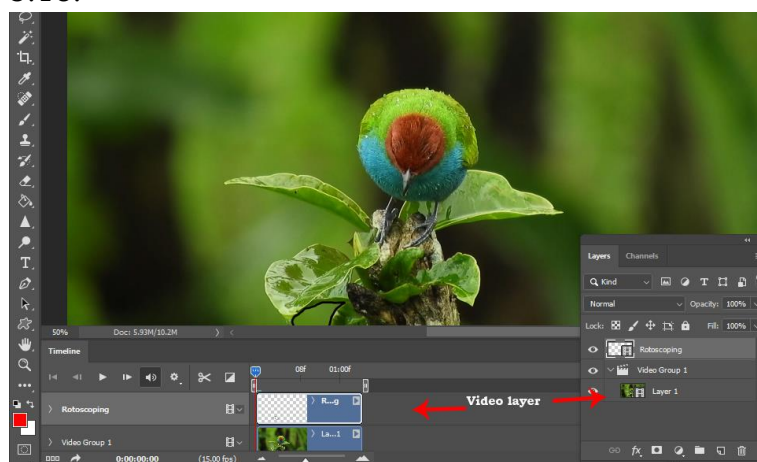 Layers Channels
Kind
Normal Opacity: 100%
Lock: Fill: 100%
Rotoscoping
Video Group 1
Layer 1
fx
T
50% Doc: 5.93M/10.2M
Timeline
08f 01:00f
Rotoscoping R...g
Video layer
Video Group 1 La...1
0:00:00:00 (15.00 fps)